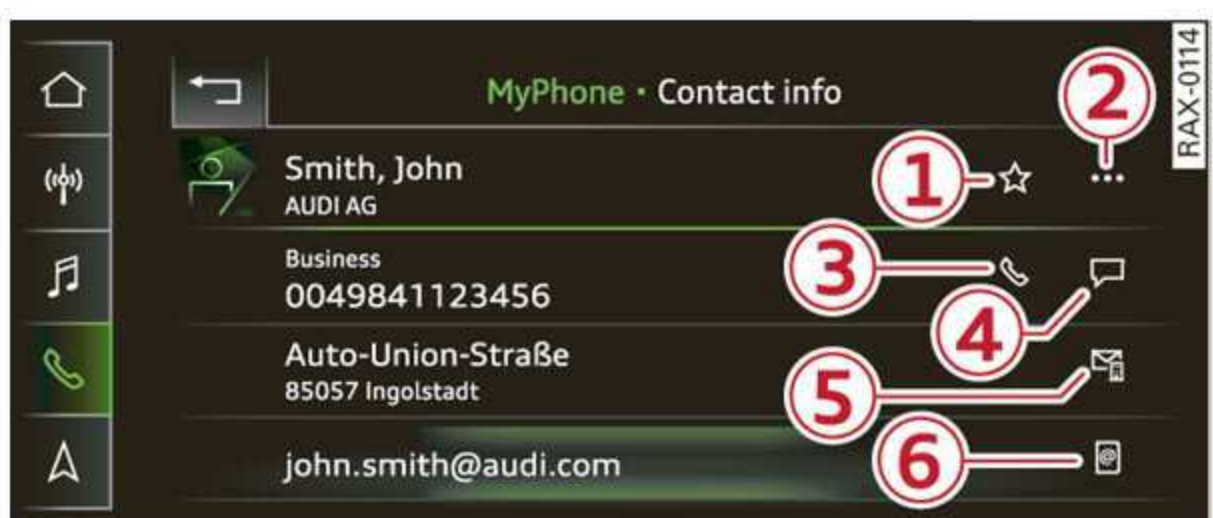 RAX-0114
MyPhone • Contact info
2
Smith, John
AUDI AG
1
Business
0049841123456
3
4
Auto-Union-Straße
85057 Ingolstadt
5
john.smith@audi.com
6
@